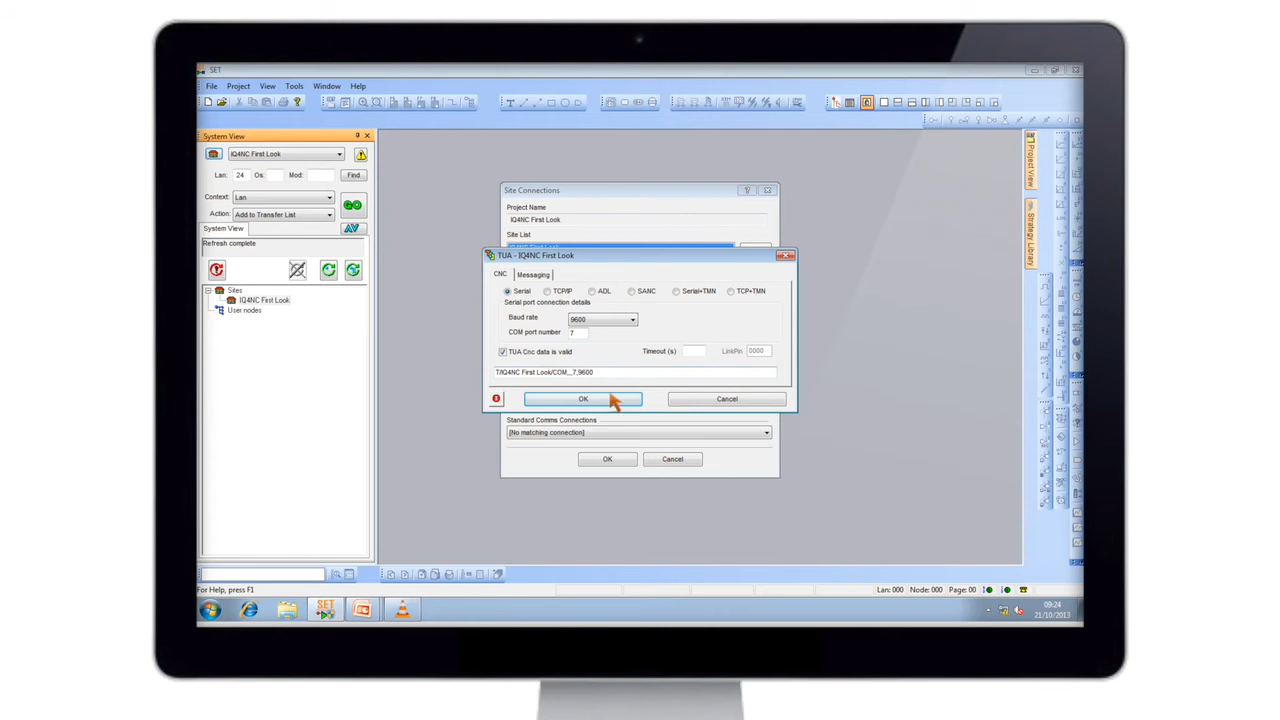 SET
File Project View Tools Window Help
System View
IQ4NC First Look
Lan: 24 Os: Mod: Find
Context: Lan
GO
Action: Add to Transfer List
System View AV
Refresh complete
Sites
IQ4NC First Look
User nodes
Site Connections
Project Name
IQ4NC First Look
Site List
TUA - IQ4NC First Look
CNC Messaging
Serial TCP/IP ADL SANC Serial+TMN TCP+TMN
Serial port connection details
Baud rate 9600
COM port number 7
TUA Cnc data is valid Timeout (s) LinkPin 0000
T/IQ4NC First Look/COM_,7,9600
OK Cancel
Standard Comms Connections
[No matching connection]
OK Cancel
Project View
Strategy Library
For Help, press F1 Lan: 000 Node: 000 Page: 00
SET
09:24
21/10/2013